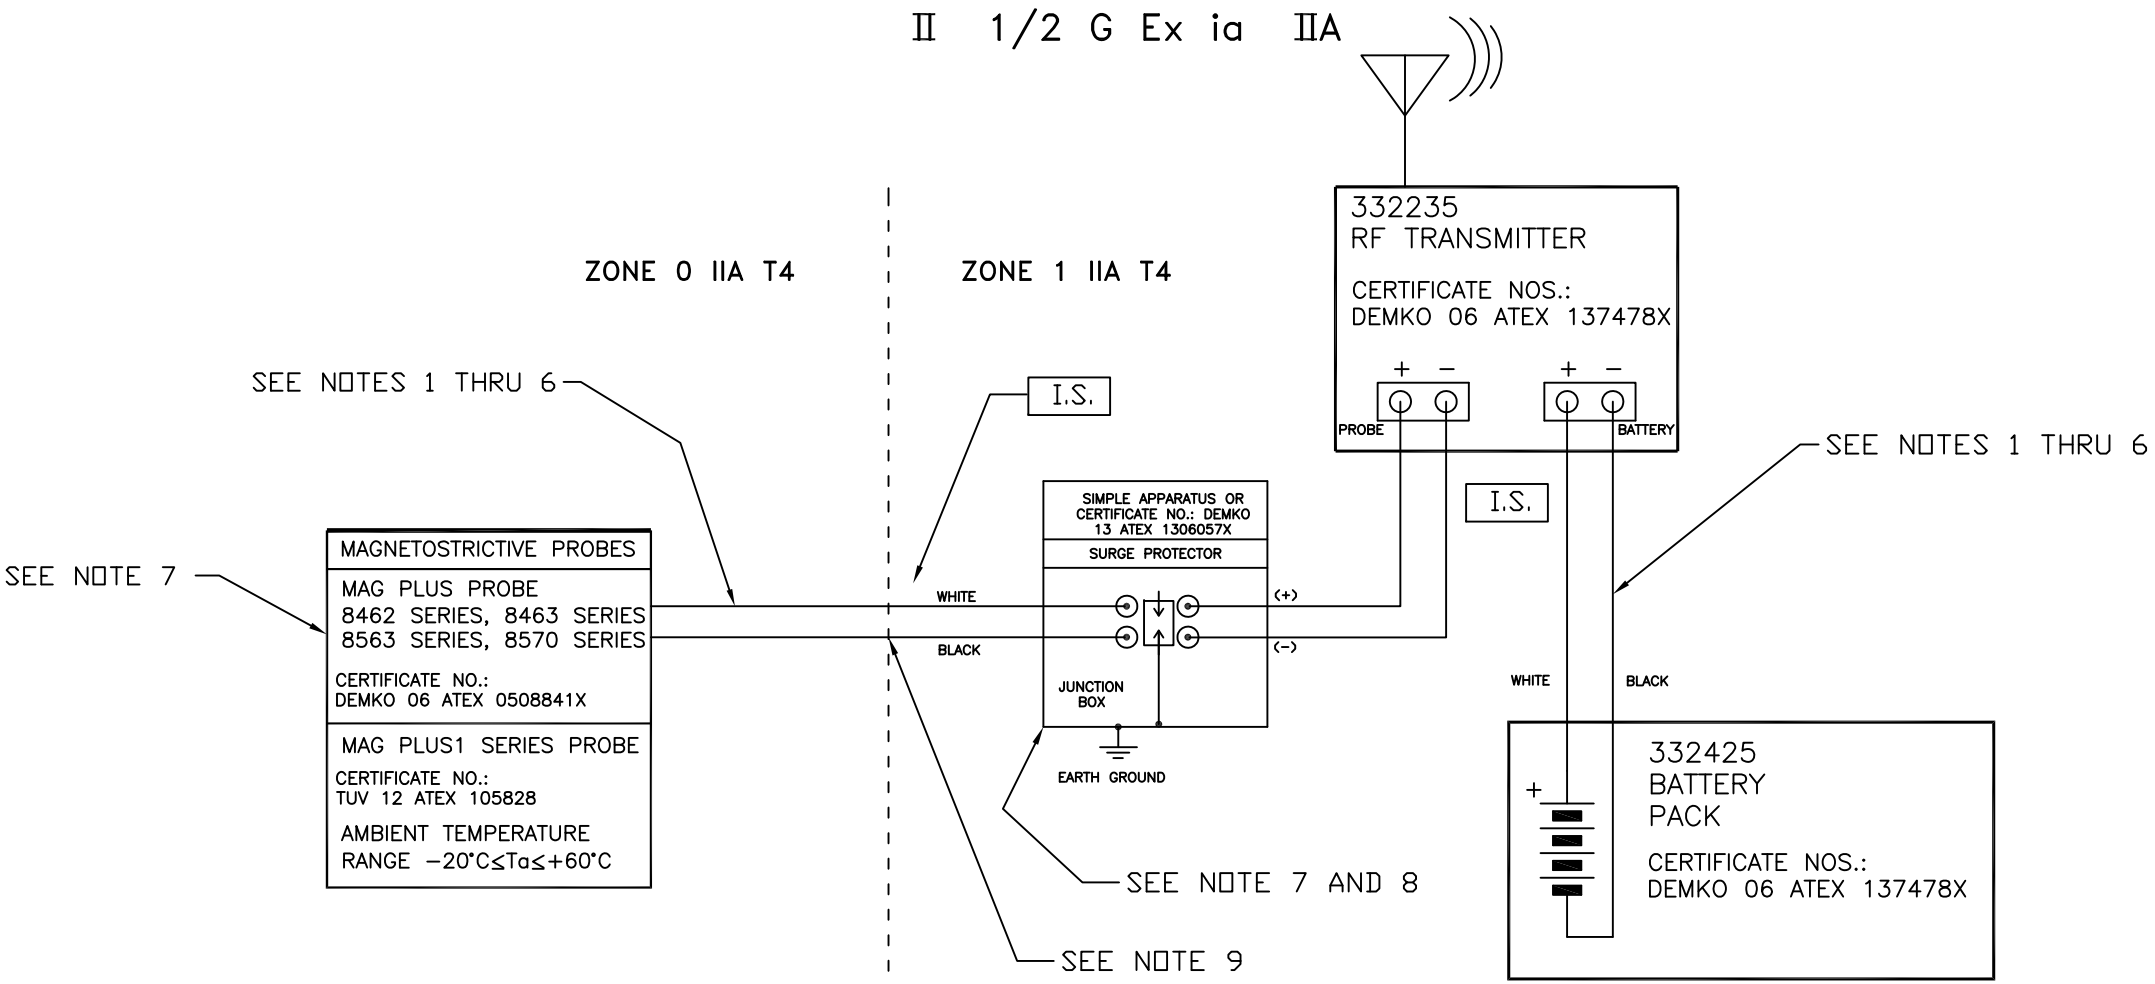 II 1/2 G Ex ia IIA
332235
RF TRANSMITTER
CERTIFICATE NOS.:
DEMKO 06 ATEX 137478X
+ - + -
PROBE BATTERY
ZONE 0 IIA T4
ZONE 1 IIA T4
SEE NOTES 1 THRU 6
I.S.
SEE NOTES 1 THRU 6
I.S.
SIMPLE APPARATUS OR
CERTIFICATE NO.: DEMKO
13 ATEX 1306057X
SURGE PROTECTOR
WHITE
BLACK
(+)
(-)
JUNCTION
BOX
EARTH GROUND
SEE NOTE 7
MAGNETOSTRICTIVE PROBES
MAG PLUS PROBE
8462 SERIES, 8463 SERIES
8563 SERIES, 8570 SERIES
CERTIFICATE NO.:
DEMKO 06 ATEX 0508841X
MAG PLUS1 SERIES PROBE
CERTIFICATE NO.:
TUV 12 ATEX 105828
AMBIENT TEMPERATURE
RANGE -20°C≤Ta≤+60°C
WHITE
BLACK
332425
BATTERY
PACK
+
CERTIFICATE NOS.:
DEMKO 06 ATEX 137478X
SEE NOTE 7 AND 8
SEE NOTE 9